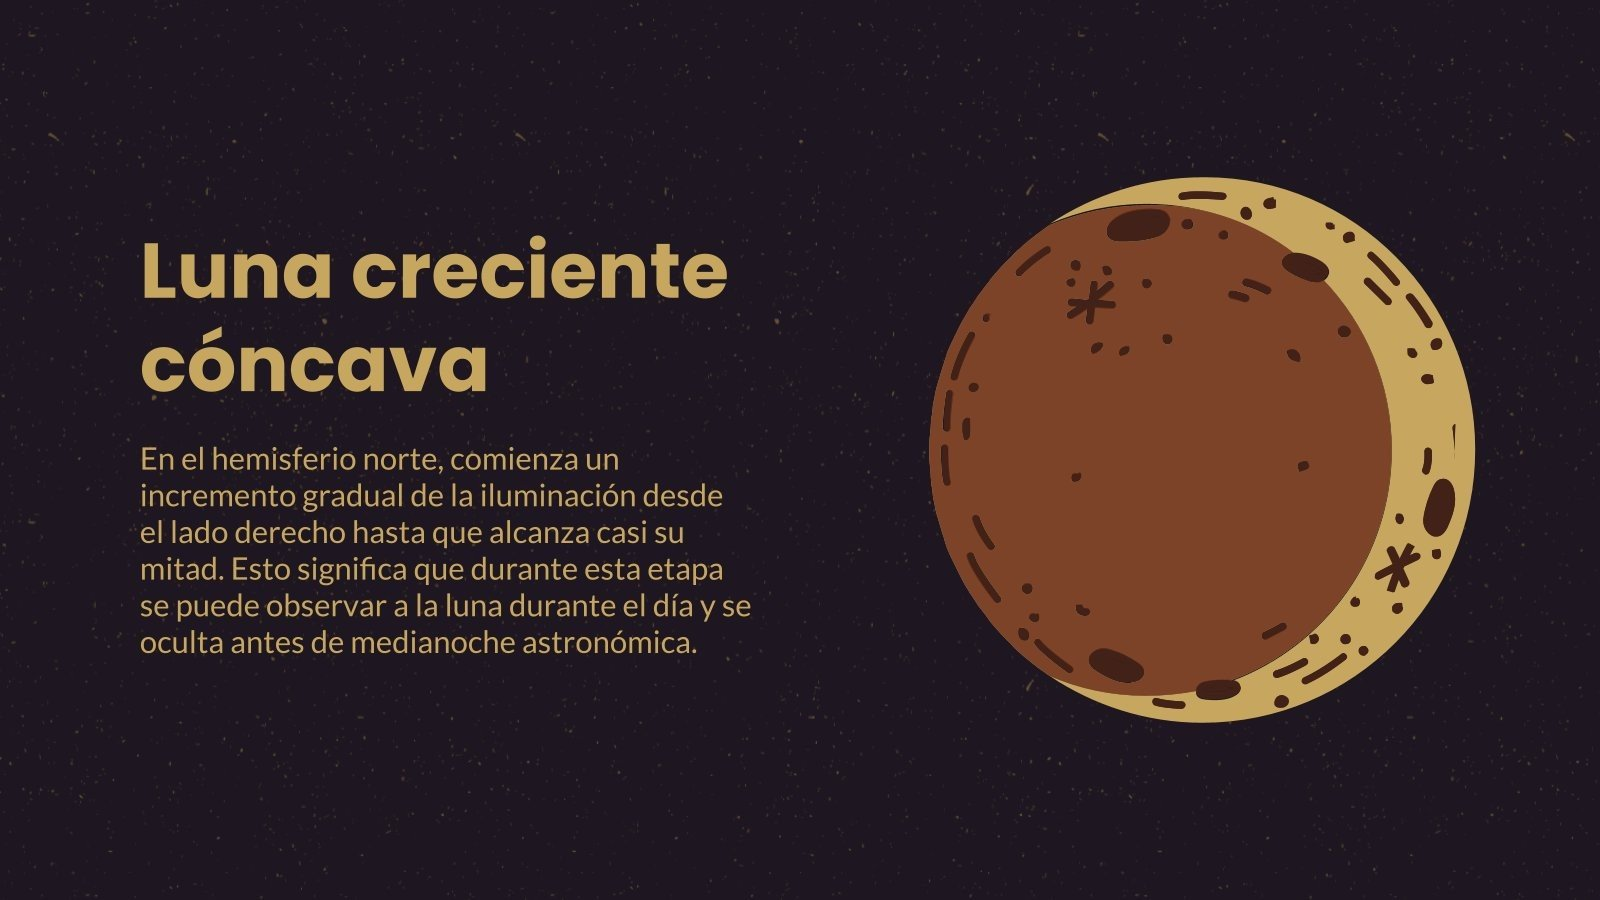 Luna creciente
cóncava
En el hemisferio norte, comienza un
incremento gradual de la iluminación desde
el lado derecho hasta que alcanza casi su
mitad. Esto significa que durante esta etapa
se puede observar a la luna durante el día y se
oculta antes de medianoche astronómica.